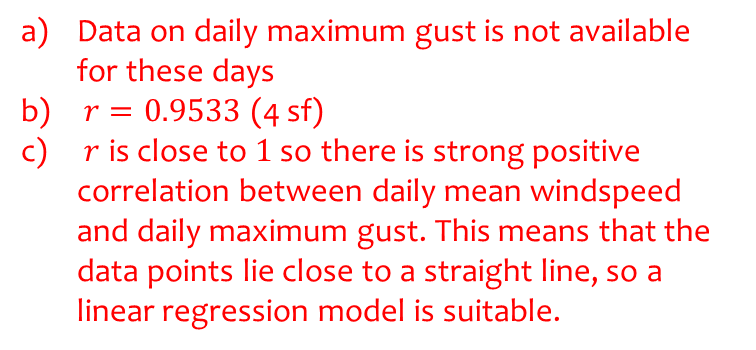 a) Data on daily maximum gust is not available
for these days
b) r = 0.9533 (4 sf)
c) r is close to 1 so there is strong positive
correlation between daily mean windspeed
and daily maximum gust. This means that the
data points lie close to a straight line, so a
linear regression model is suitable.